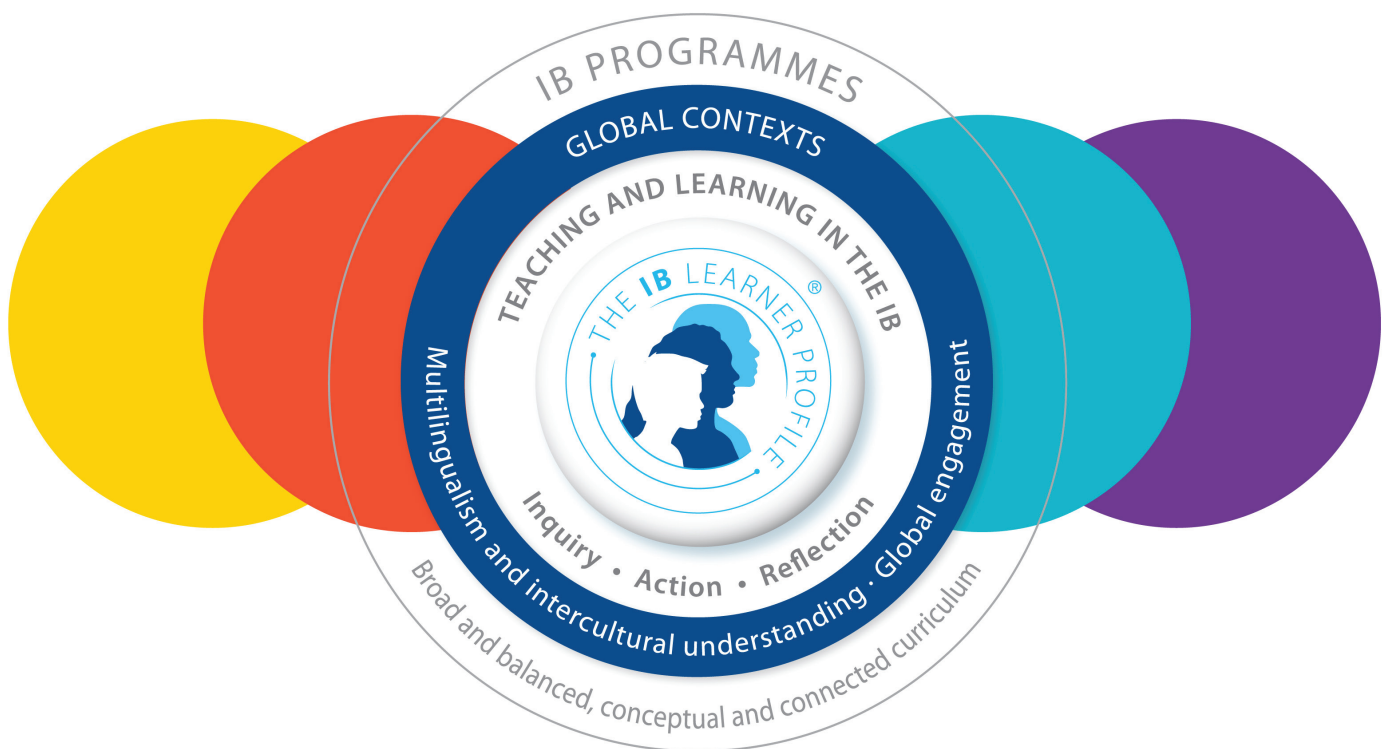 IB PROGRAMMES
GLOBAL CONTEXTS
TEACHING AND LEARNING IN THE IB
THE IB LEARNER PROFILE ®
Inquiry • Action • Reflection
Multilingualism and intercultural understanding · Global engagement
Broad and balanced, conceptual and connected curriculum